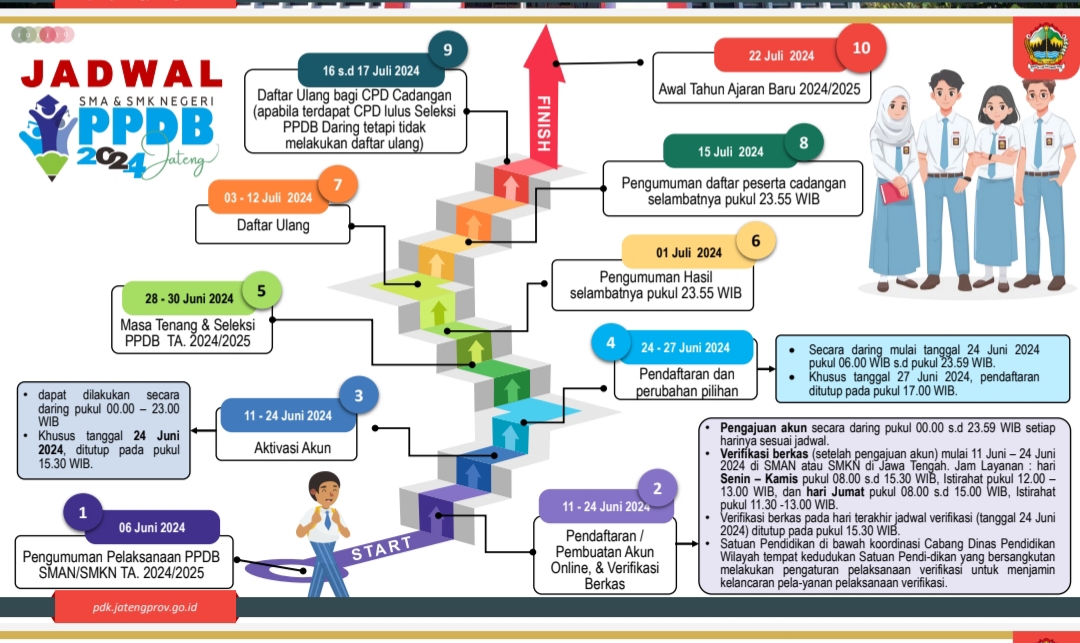 JADWAL
SMA & SMK NEGERI
PPDB
2024 Jateng
1
06 Juni 2024
Pengumuman Pelaksanaan PPDB
SMAN/SMKN TA. 2024/2025
START
2
11 - 24 Juni 2024
Pendaftaran /
Pembuatan Akun
Online, & Verifikasi
Berkas
• Pengajuan akun secara daring pukul 00.00 s.d 23.59 WIB setiap
harinya sesuai jadwal.
• Verifikasi berkas (setelah pengajuan akun) mulai 11 Juni – 24 Juni
2024 di SMAN atau SMKN di Jawa Tengah. Jam Layanan : hari
Senin – Kamis pukul 08.00 s.d 15.30 WIB, Istirahat pukul 12.00 –
13.00 WIB, dan hari Jumat pukul 08.00 s.d 15.00 WIB, Istirahat
pukul 11.30 -13.00 WIB.
• Verifikasi berkas pada hari terakhir jadwal verifikasi (tanggal 24 Juni
2024) ditutup pada pukul 15.30 WIB.
• Satuan Pendidikan di bawah koordinasi Cabang Dinas Pendidikan
Wilayah tempat kedudukan Satuan Pendi-dikan yang bersangkutan
melakukan pengaturan pelaksanaan verifikasi untuk menjamin
kelancaran pela-yanan pelaksanaan verifikasi.
3
11 - 24 Juni 2024
Aktivasi Akun
• dapat dilakukan secara
daring pukul 00.00 – 23.00
WIB
• Khusus tanggal 24 Juni
2024, ditutup pada pukul
15.30 WIB.
4
24 - 27 Juni 2024
Pendaftaran dan
perubahan pilihan
• Secara daring mulai tanggal 24 Juni 2024
pukul 06.00 WIB s.d pukul 23.59 WIB.
• Khusus tanggal 27 Juni 2024, pendaftaran
ditutup pada pukul 17.00 WIB.
5
28 - 30 Juni 2024
Masa Tenang & Seleksi
PPDB TA. 2024/2025
6
01 Juli 2024
Pengumuman Hasil
selambatnya pukul 23.55 WIB
7
03 - 12 Juli 2024
Daftar Ulang
8
15 Juli 2024
Pengumuman daftar peserta cadangan
selambatnya pukul 23.55 WIB
9
16 s.d 17 Juli 2024
Daftar Ulang bagi CPD Cadangan
(apabila terdapat CPD lulus Seleksi
PPDB Daring tetapi tidak
melakukan daftar ulang)
10
22 Juli 2024
Awal Tahun Ajaran Baru 2024/2025
FINISH
pdk.jatengprov.go.id